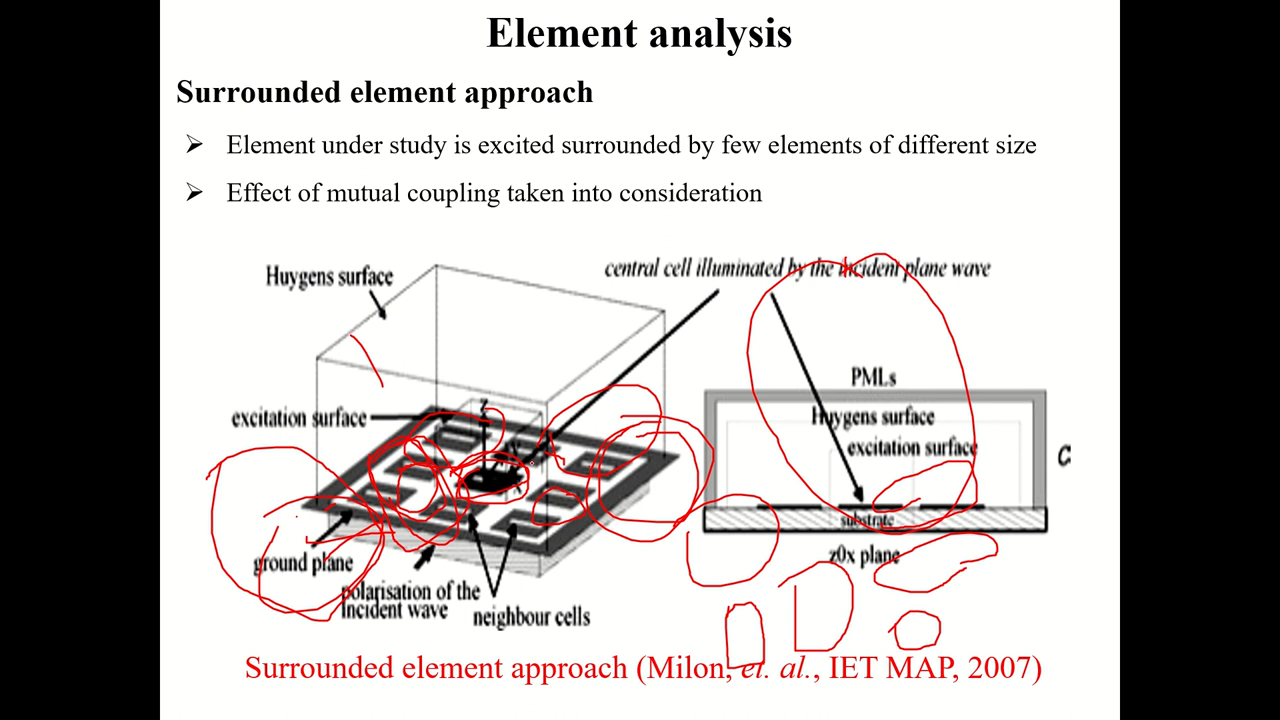 Element analysis
Surrounded element approach
➢ Element under study is excited surrounded by few elements of different size
➢ Effect of mutual coupling taken into consideration
Huygens surface
central cell illuminated by the incident plane wave
PMLs
excitation surface
Huygens surface
excitation surface
z
C
substrate
ground plane
z0x plane
polarisation of the
incident wave
neighbour cells
Surrounded element approach (Milon, et. al., IET MAP, 2007)